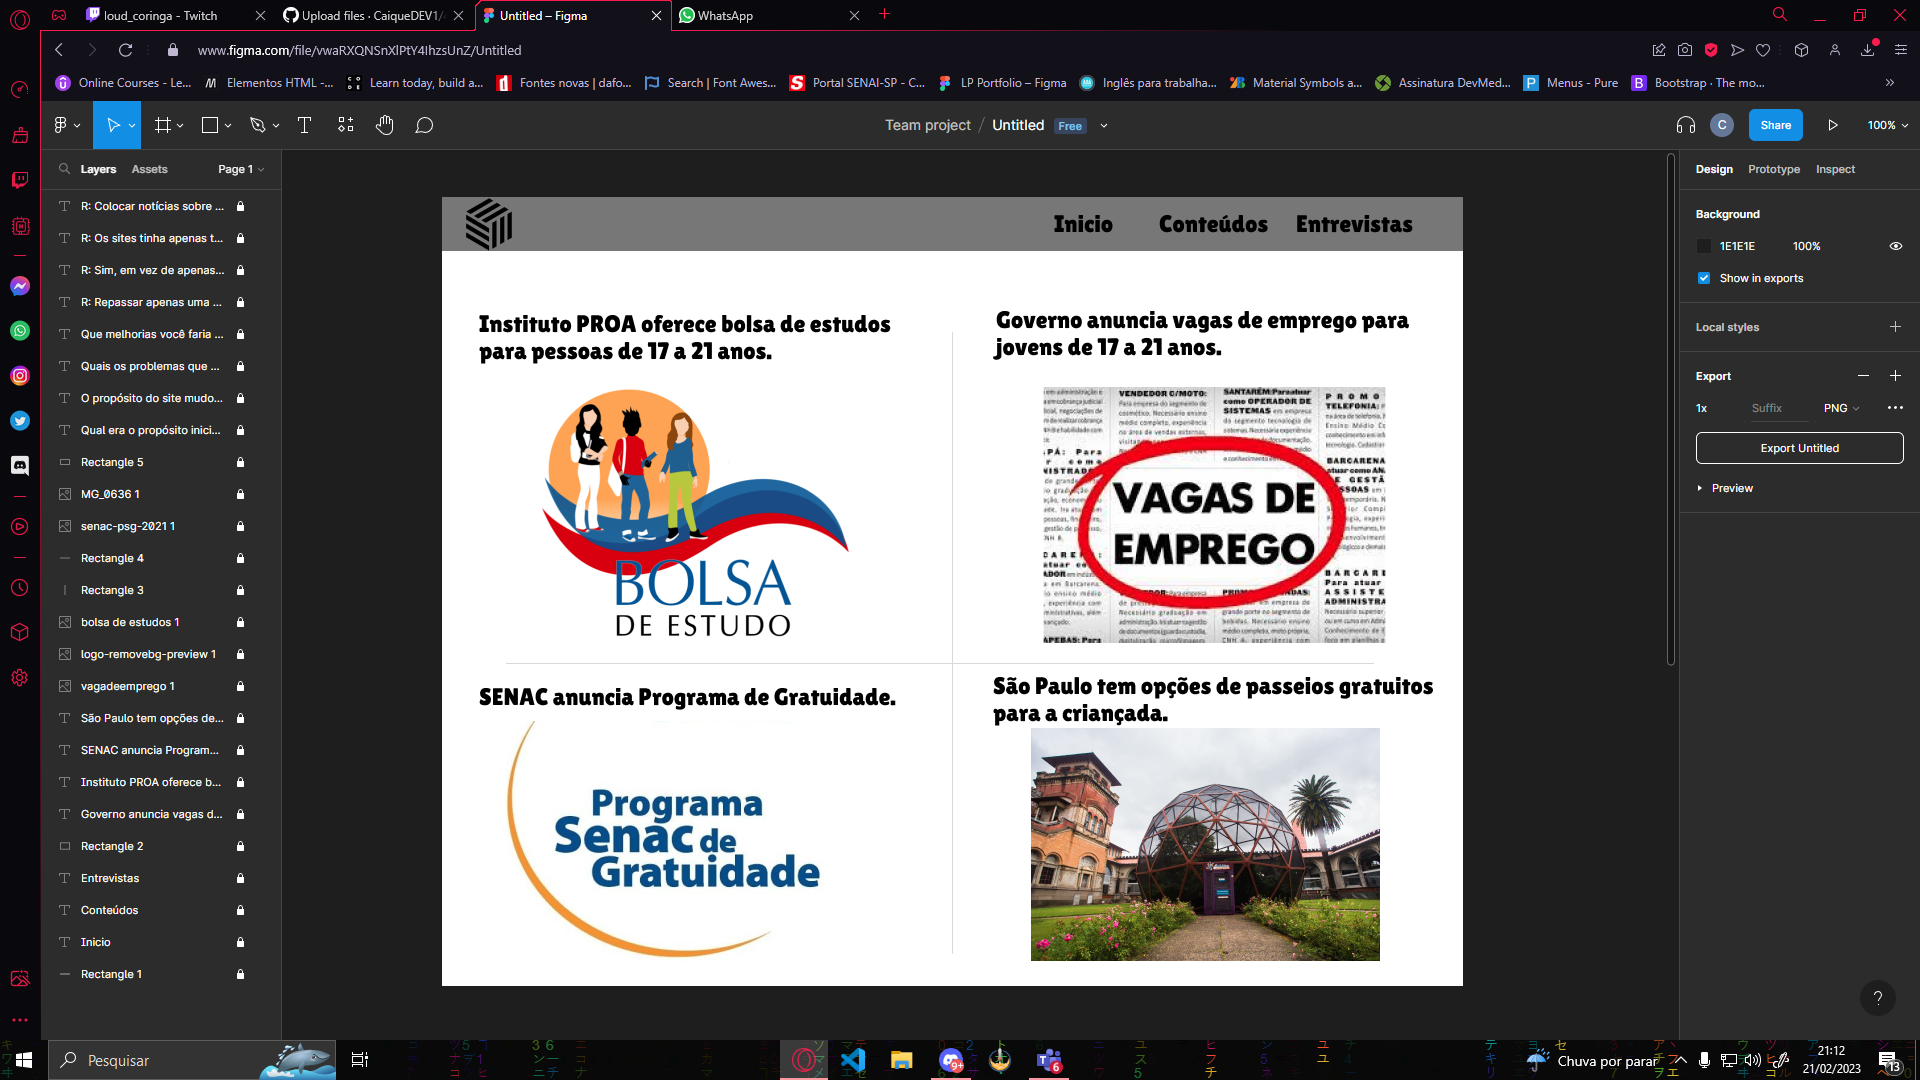 loud_coringa - Twitch
Upload files · CaiqueDEV1/
Untitled – Figma
WhatsApp
www.figma.com/file/vwaRXQNSnXlPtY4IhzsUnZ/Untitled
Online Courses - Le...
Elementos HTML -...
Learn today, build a...
Fontes novas | dafo...
Search | Font Awes...
Portal SENAI-SP - C...
LP Portfolio – Figma
Inglês para trabalha...
Material Symbols a...
Assinatura DevMed...
Menus - Pure
Bootstrap · The mo...
Team project / Untitled Free
C
Share
100%
Layers Assets Page 1
R: Colocar notícias sobre ...
R: Os sites tinha apenas t...
R: Sim, em vez de apenas...
R: Repassar apenas uma ...
Que melhorias você faria ...
Quais os problemas que ...
O propósito do site mudo...
Qual era o propósito inici...
Rectangle 5
MG_0636 1
senac-psg-2021 1
Rectangle 4
Rectangle 3
bolsa de estudos 1
logo-removebg-preview 1
vagadeemprego 1
São Paulo tem opções de...
SENAC anuncia Program...
Instituto PROA oferece b...
Governo anuncia vagas d...
Rectangle 2
Entrevistas
Conteúdos
Inicio
Rectangle 1
Inicio Conteúdos Entrevistas
Instituto PROA oferece bolsa de estudos
para pessoas de 17 a 21 anos.
BOLSA
DE ESTUDO
Governo anuncia vagas de emprego para
jovens de 17 a 21 anos.
VENDEDOR C/MOTO:
VAGAS DE
EMPREGO
SENAC anuncia Programa de Gratuidade.
Programa
Senac de
Gratuidade
São Paulo tem opções de passeios gratuitos
para a criançada.
Design Prototype Inspect
Background
1E1E1E 100%
Show in exports
Local styles
Export
1x Suffix PNG
Export Untitled
Preview
?
Pesquisar
9+
6
Chuva por parar
21:12
21/02/2023
13